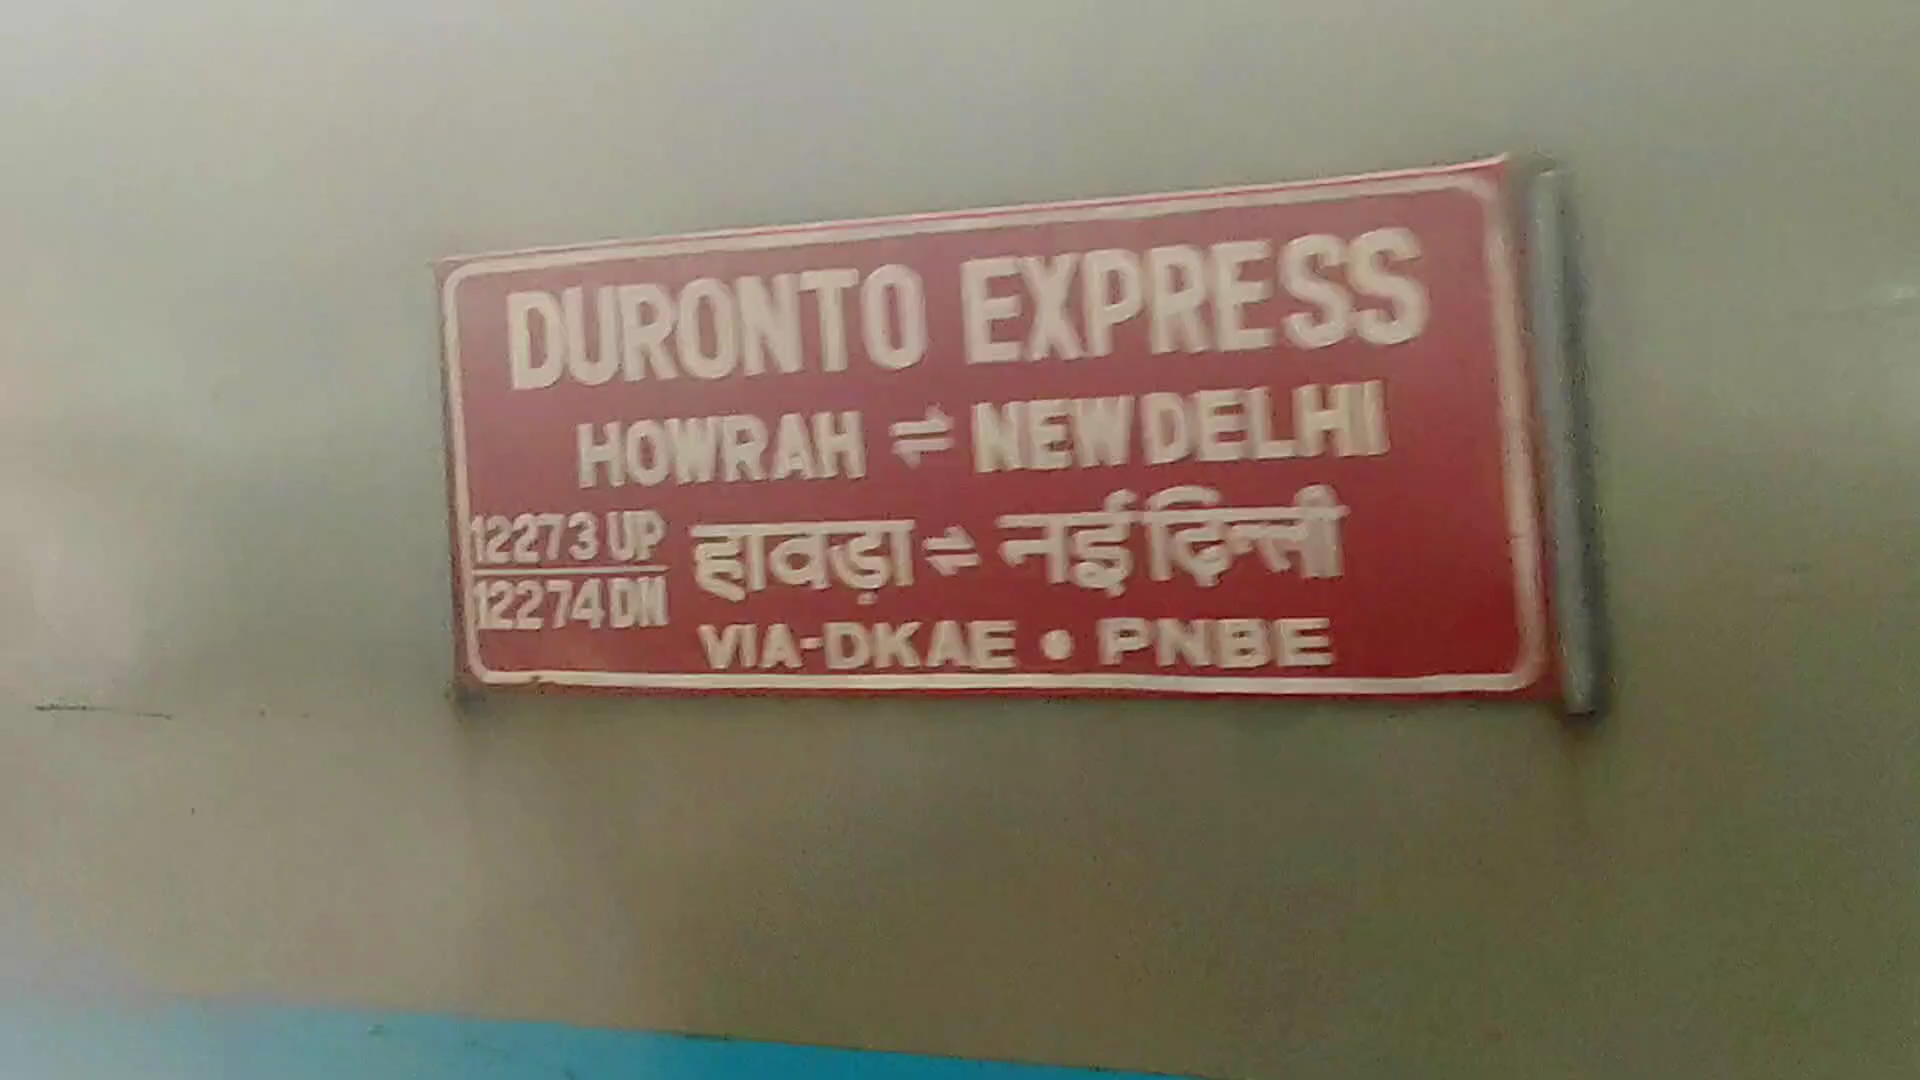 DURONTO EXPRESS
HOWRAH ⇌ NEW DELHI
12273 UP
12274 DN
हावड़ा ⇌ नई दिल्ली
VIA-DKAE • PNBE